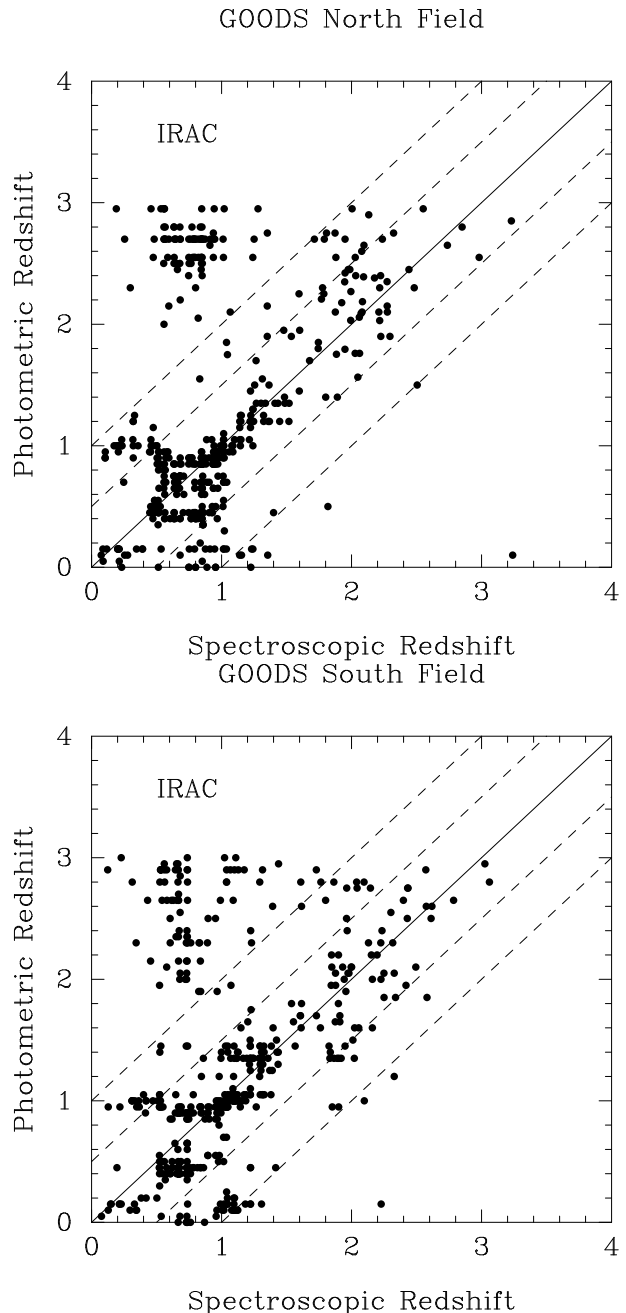 GOODS North Field
4
IRAC
3
2
1
0
Photometric Redshift
0 1 2 3 4
Spectroscopic Redshift
GOODS South Field
4
IRAC
3
2
1
0
Photometric Redshift
0 1 2 3 4
Spectroscopic Redshift